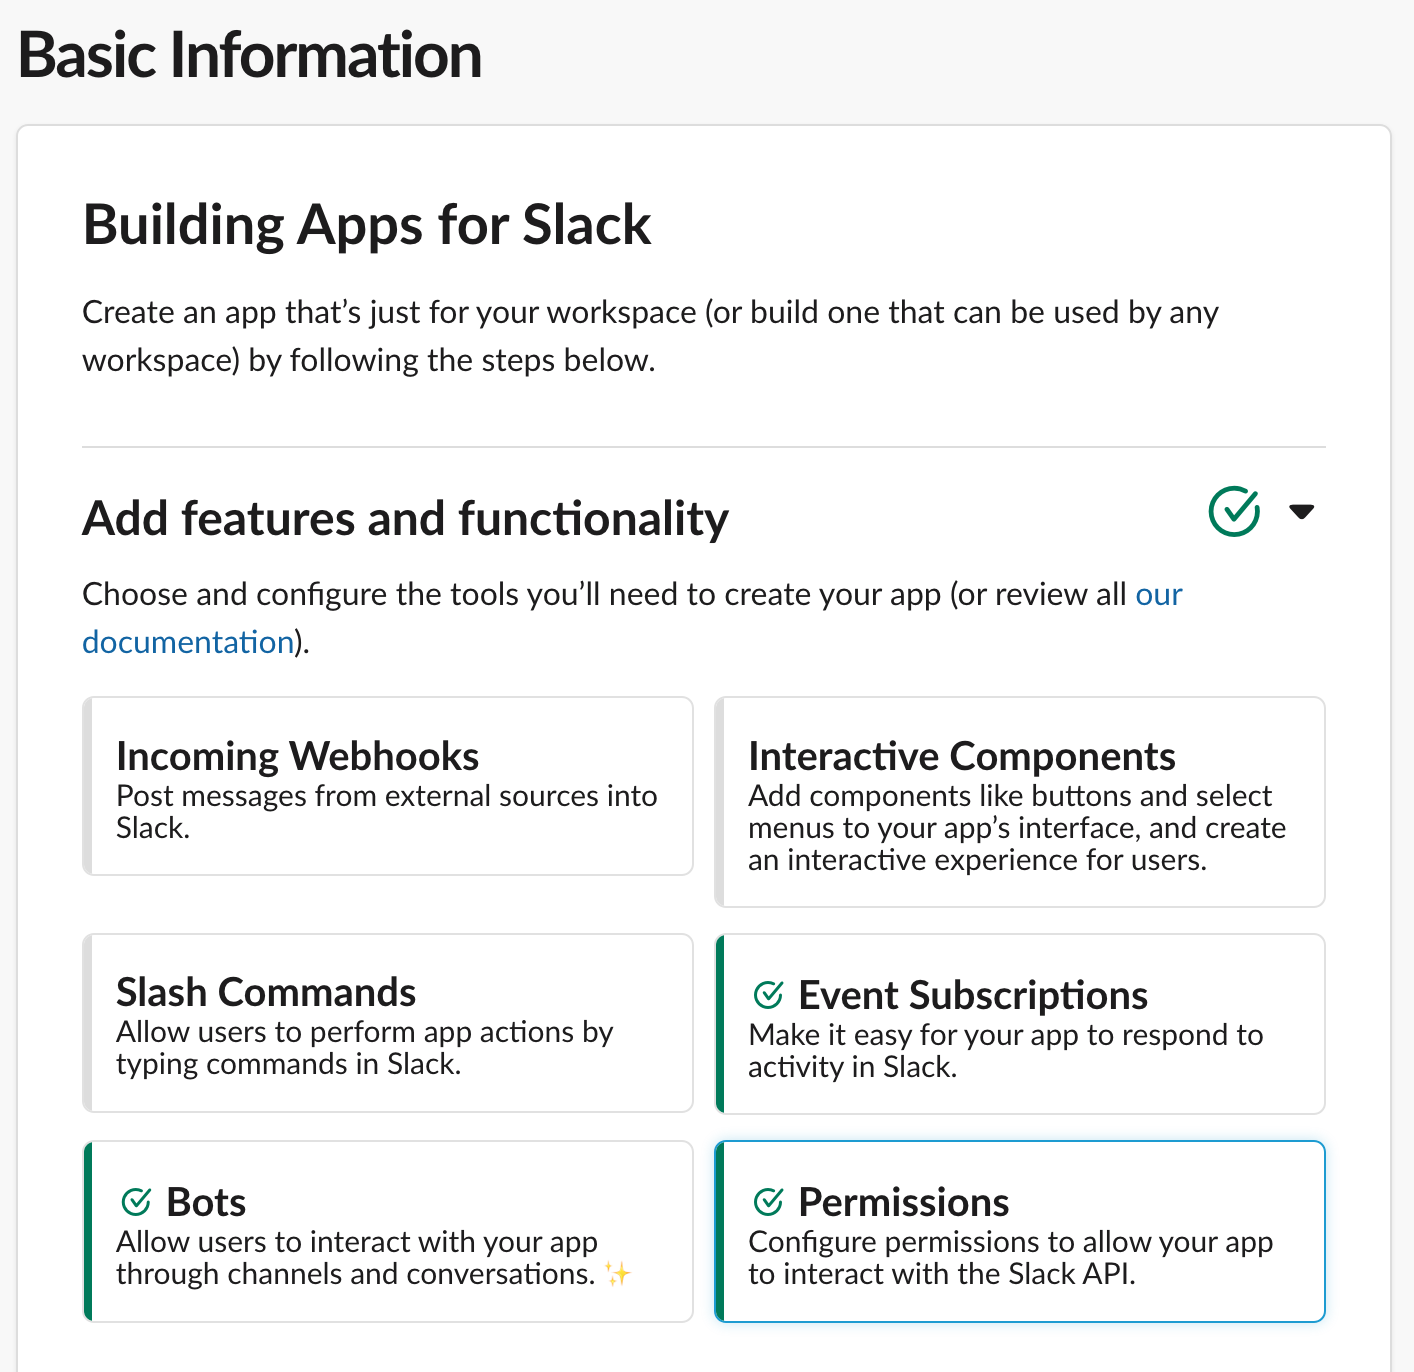 Basic Information
Building Apps for Slack
Create an app that’s just for your workspace (or build one that can be used by any
workspace) by following the steps below.
Add features and functionality
Choose and configure the tools you’ll need to create your app (or review all our
documentation).
Incoming Webhooks
Post messages from external sources into
Slack.
Interactive Components
Add components like buttons and select
menus to your app’s interface, and create
an interactive experience for users.
Slash Commands
Allow users to perform app actions by
typing commands in Slack.
Event Subscriptions
Make it easy for your app to respond to
activity in Slack.
Bots
Allow users to interact with your app
through channels and conversations. ✨
Permissions
Configure permissions to allow your app
to interact with the Slack API.